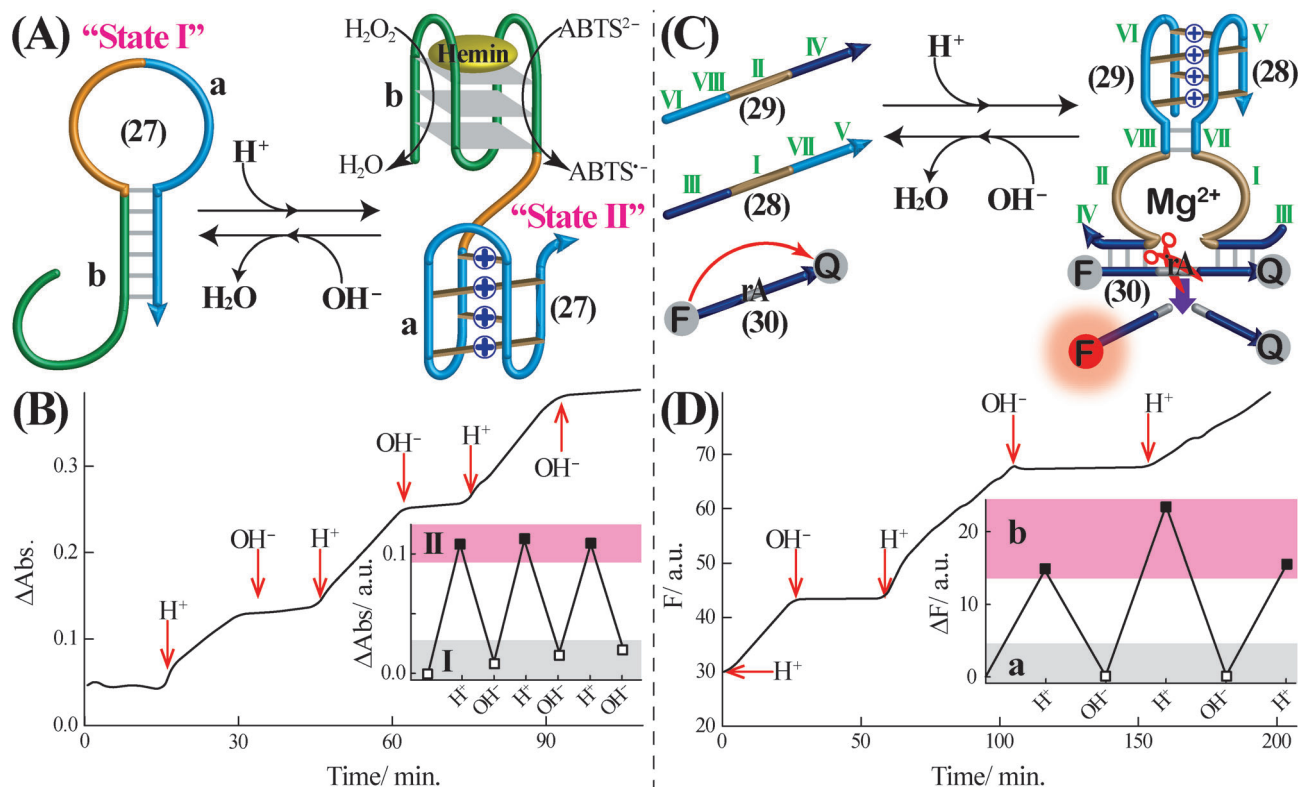 (A)
"State I"
a
(27)
b
H⁺
H₂O
OH⁻
H₂O₂
ABTS²⁻
Hemin
b
H₂O
ABTS•⁻
"State II"
a
(27)
(B)
ΔAbs.
0.3
0.2
0.1
0.0
0
30
60
90
Time/ min.
H⁺
OH⁻
H⁺
OH⁻
H⁺
OH⁻
ΔAbs/ a.u.
0.1
0.0
II
I
H⁺
OH⁻
H⁺
OH⁻
H⁺
OH⁻
(C)
VI
VIII
II
IV
(29)
III
I
VII
V
(28)
F
rA
Q
(30)
H⁺
H₂O
OH⁻
VI
V
(29)
(28)
VIII
VII
II
I
Mg²⁺
IV
III
F
rA
Q
(30)
F
Q
(D)
F/ a.u.
70
60
50
40
30
20
0
50
100
150
200
Time/ min.
H⁺
OH⁻
H⁺
OH⁻
H⁺
ΔF/ a.u.
20
10
0
b
a
H⁺
OH⁻
H⁺
OH⁻
H⁺